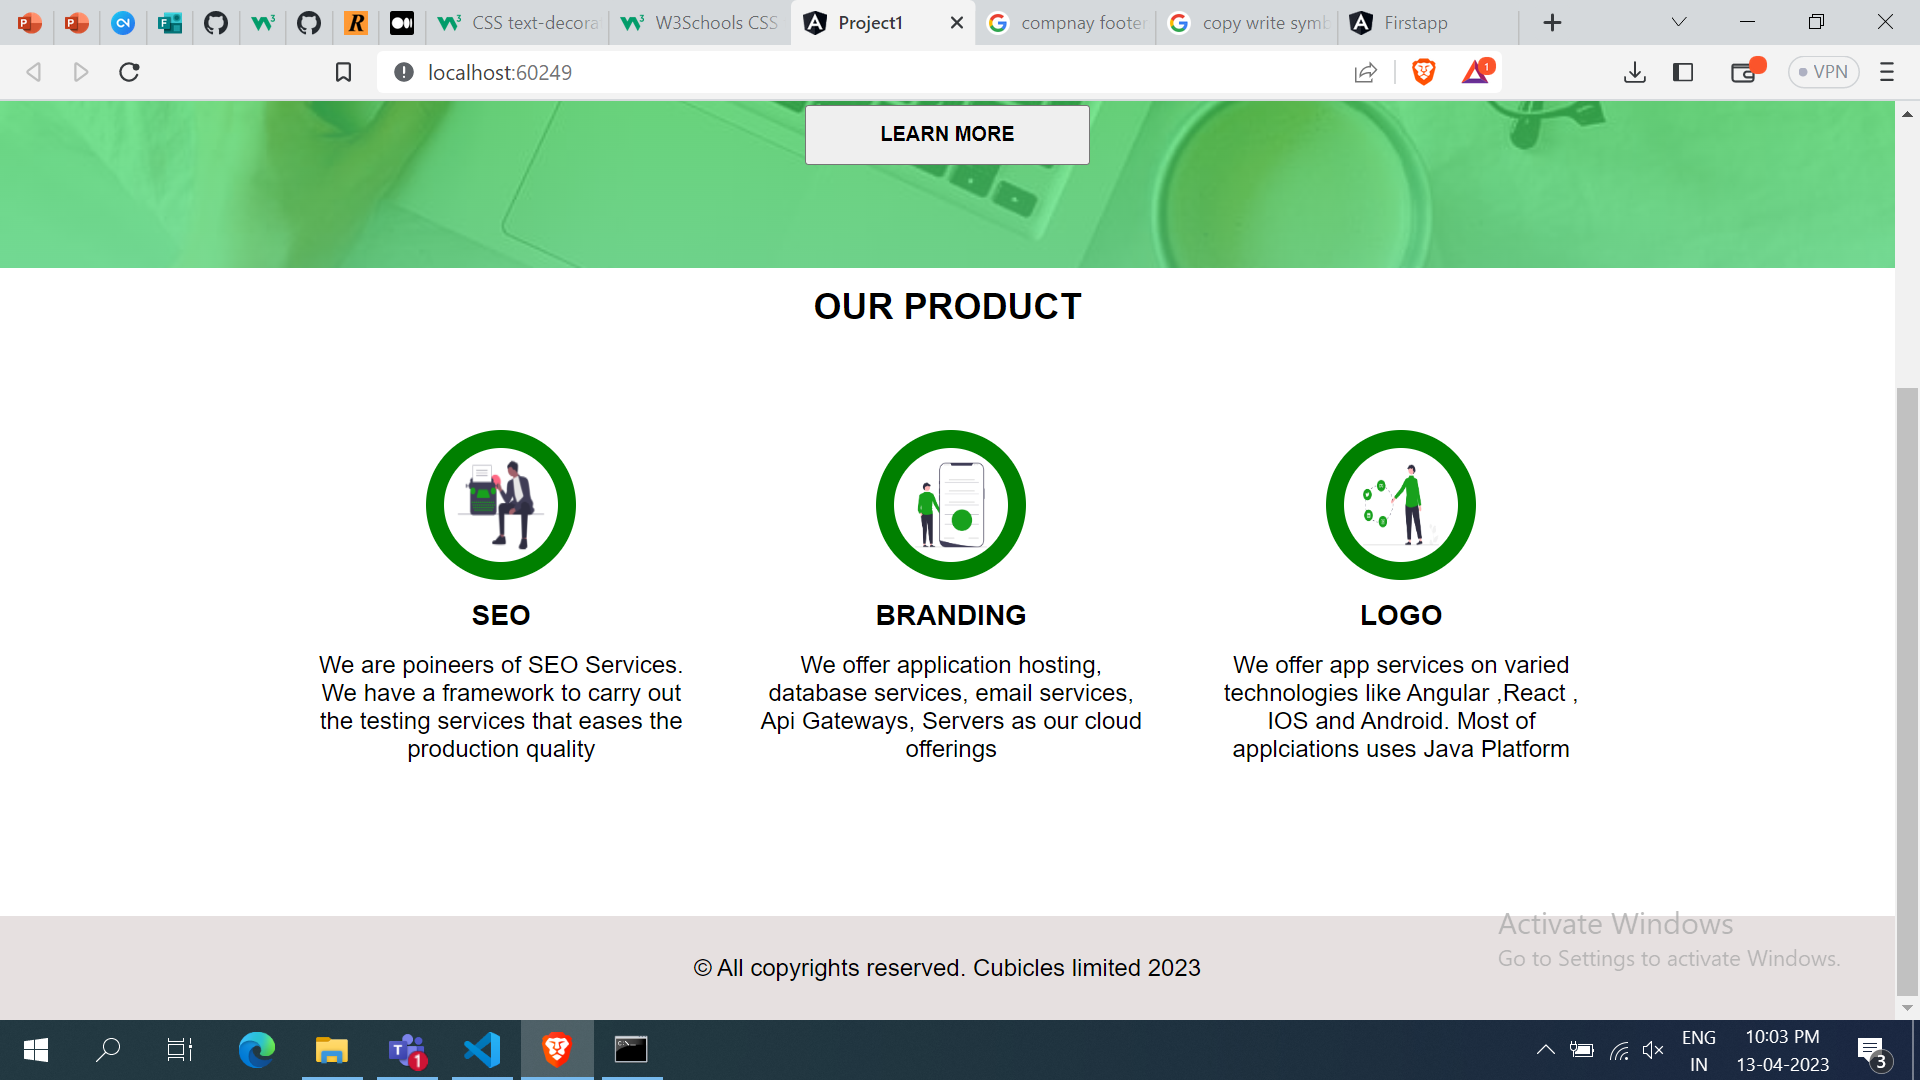 CSS text-decora
W3Schools CSS
Project1
compnay footer
copy write symb
Firstapp
localhost:60249
1
VPN
LEARN MORE
OUR PRODUCT
SEO
We are poineers of SEO Services.
We have a framework to carry out
the testing services that eases the
production quality
BRANDING
We offer application hosting,
database services, email services,
Api Gateways, Servers as our cloud
offerings
LOGO
We offer app services on varied
technologies like Angular ,React ,
IOS and Android. Most of
applciations uses Java Platform
Activate Windows
Go to Settings to activate Windows.
© All copyrights reserved. Cubicles limited 2023
1
ENG
IN
10:03 PM
13-04-2023
3